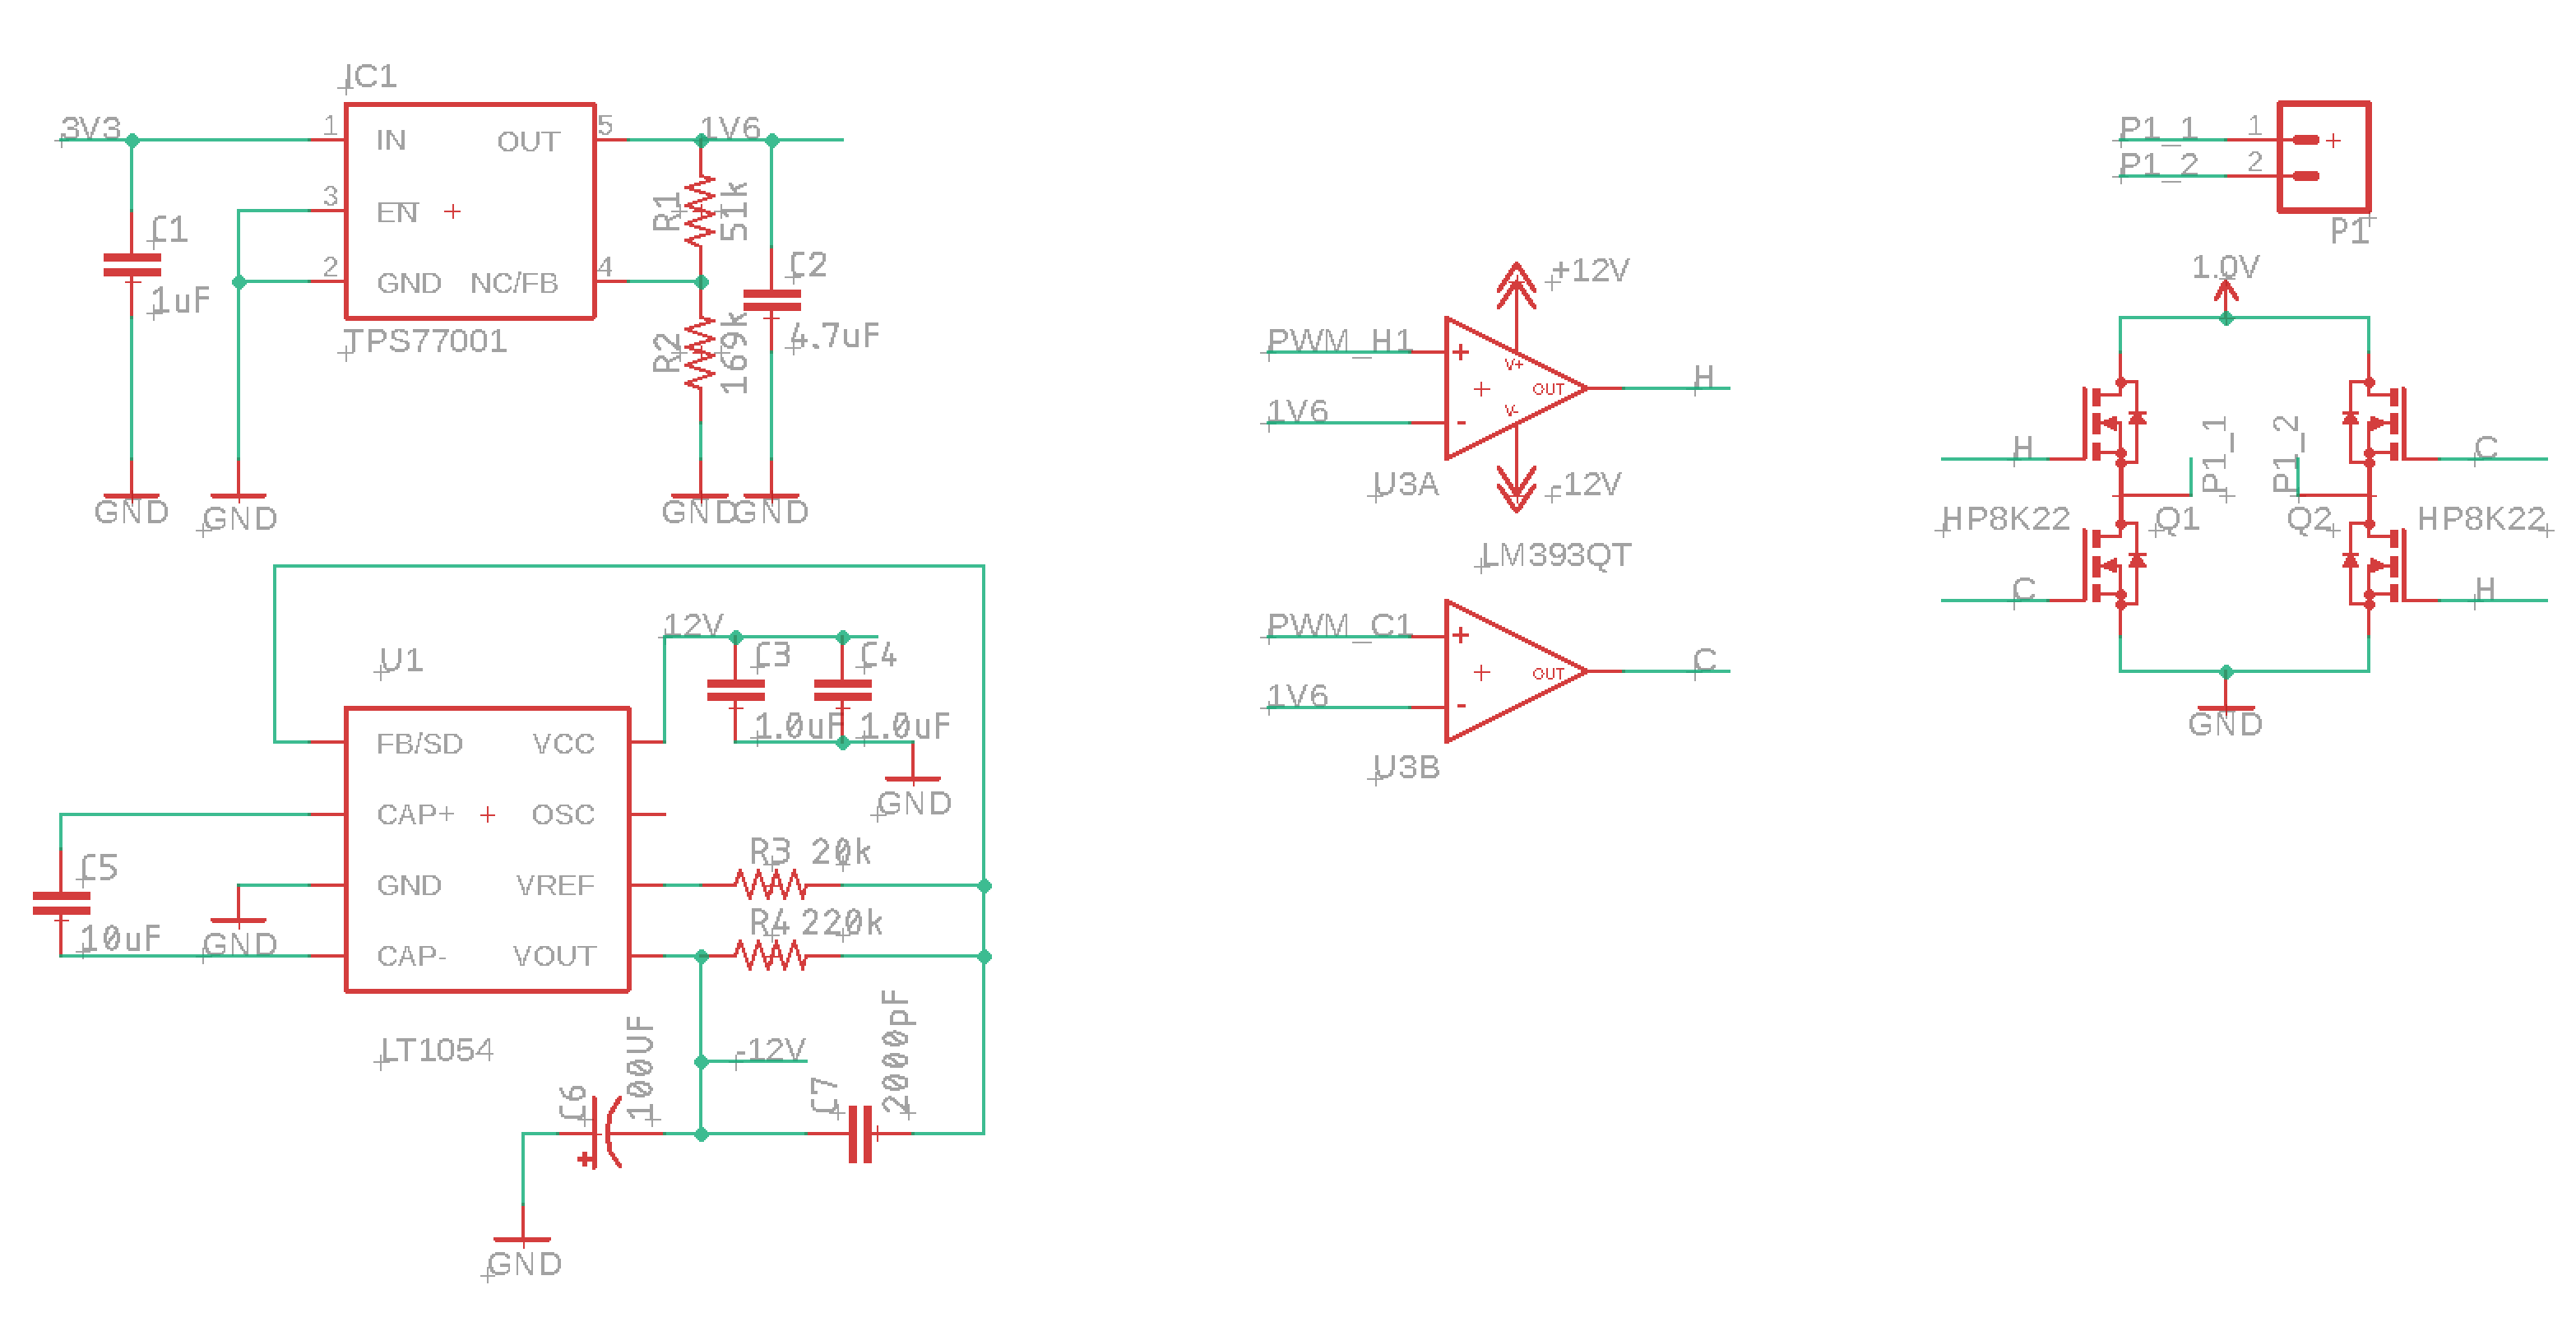 IC1
3V3
1
IN
OUT
5
1V6
3
EN
2
GND
NC/FB
4
TPS77001
C1
1uF
R1
51k
R2
169k
C2
4.7uF
GND
GND
GND
GND
U1
FB/SD
VCC
CAP+
OSC
GND
VREF
CAP-
VOUT
LT1054
12V
C3
C4
1.0uF
1.0uF
GND
C5
10uF
GND
R3 20k
R4 220k
-12V
C6
100UF
C7
2000pF
GND
+12V
PWM_H1
1V6
V+
OUT
V-
H
U3A
-12V
LM393QT
PWM_C1
1V6
OUT
C
U3B
P1_1
1
P1_2
2
P1
1.0V
H
P1_1
P1_2
C
HP8K22
Q1
Q2
HP8K22
C
H
GND